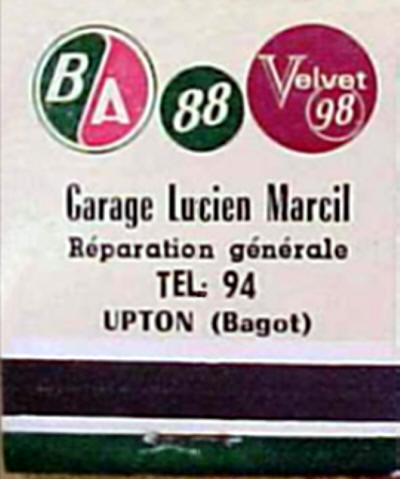 BA 88 Velvet 98
Garage Lucien Marcil
Réparation générale
TEL: 94
UPTON (Bagot)